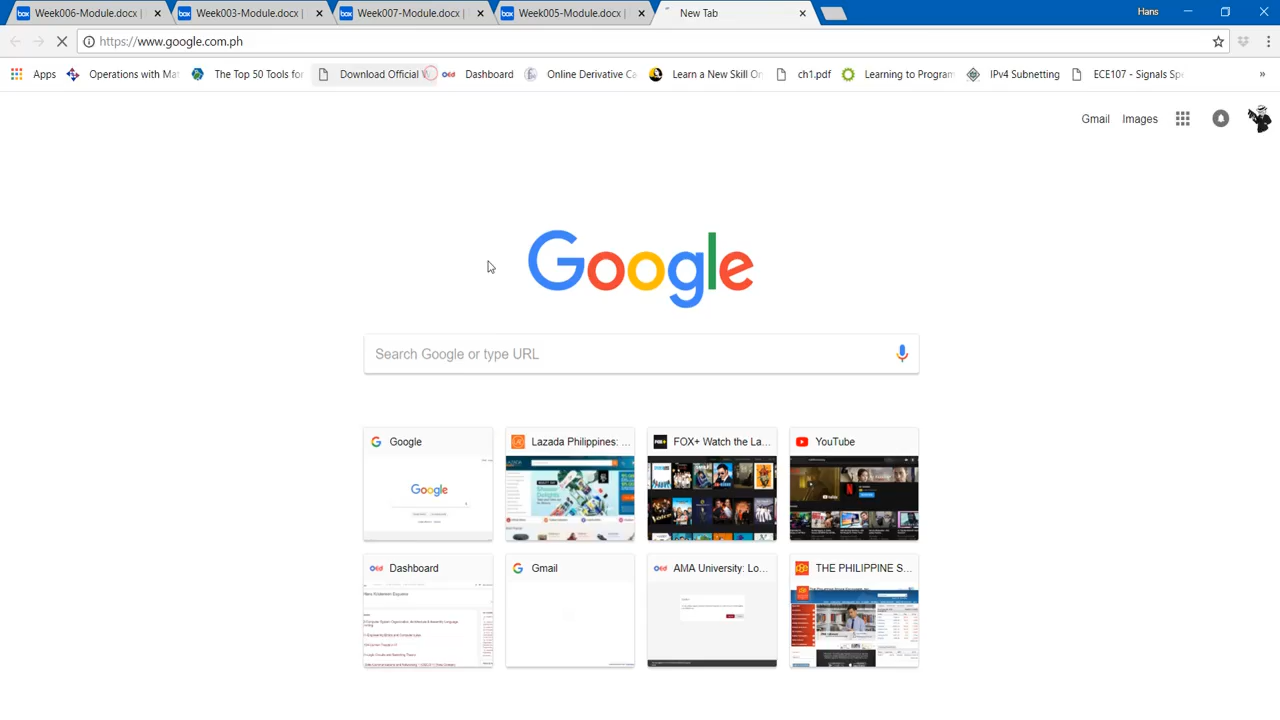 Week006-Module.docx |
Week003-Module.docx |
Week007-Module.docx |
Week005-Module.docx |
New Tab
Hans
https://www.google.com.ph
Apps
Operations with Mat
The Top 50 Tools for
Download Official W
Dashboard
Online Derivative Ca
Learn a New Skill On
ch1.pdf
Learning to Program
IPv4 Subnetting
ECE107 - Signals Spe
»
Gmail
Images
Google
Search Google or type URL
Google
Lazada Philippines: ...
FOX+ Watch the La...
YouTube
Google
Dashboard
Gmail
AMA University: Lo...
THE PHILIPPINE S...